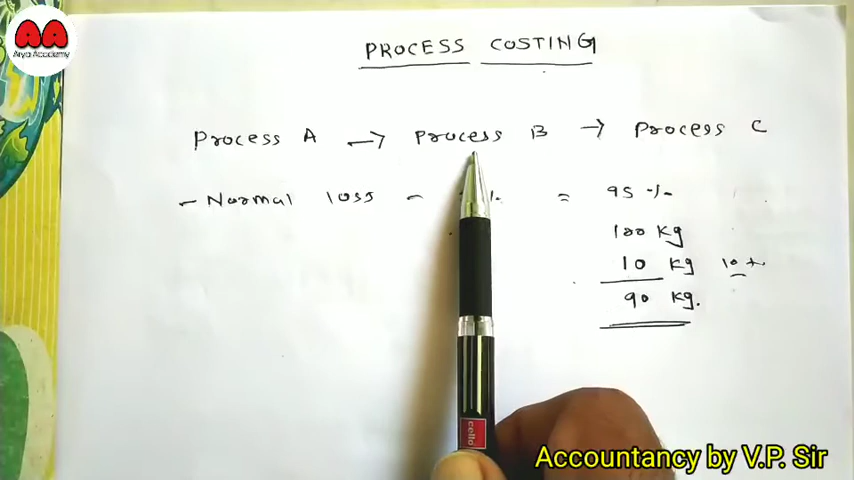 AA
Arya Academy
PROCESS COSTING
Process A → Process B → Process C
- Normal loss - % = 95 %
100 Kg
10 Kg 10 %
90 Kg.
cello
Accountancy by V.P. Sir